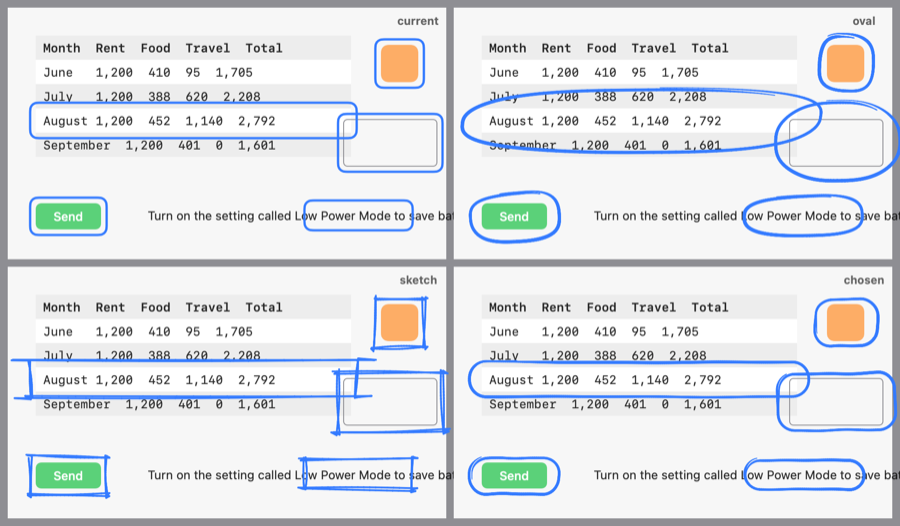 current
Month Rent Food Travel Total
June 1,200 410 95 1,705
July 1,200 388 620 2,208
August 1,200 452 1,140 2,792
September 1,200 401 0 1,601
Send
Turn on the setting called Low Power Mode to save bat
oval
Month Rent Food Travel Total
June 1,200 410 95 1,705
July 1,200 388 620 2,208
August 1,200 452 1,140 2,792
September 1,200 401 0 1,601
Send
Turn on the setting called Low Power Mode to save ba
sketch
Month Rent Food Travel Total
June 1,200 410 95 1,705
July 1,200 388 620 2,208
August 1,200 452 1,140 2,792
September 1,200 401 0 1,601
Send
Turn on the setting called Low Power Mode to save bat
chosen
Month Rent Food Travel Total
June 1,200 410 95 1,705
July 1,200 388 620 2,208
August 1,200 452 1,140 2,792
September 1,200 401 0 1,601
Send
Turn on the setting called Low Power Mode to save ba